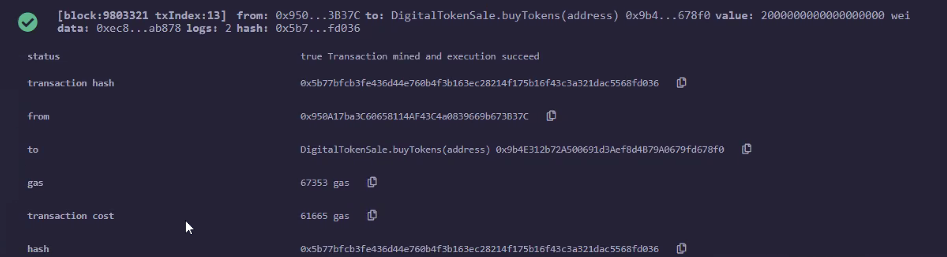 [block:9803321 txIndex:13] from: 0x950...3B37C to: DigitalTokenSale.buyTokens(address) 0x9b4...678f0 value: 2000000000000000000 wei
data: 0xec8...ab878 logs: 2 hash: 0x5b7...fd036
status true Transaction mined and execution succeed
transaction hash 0x5b77bfcb3fe436d44e760b4f3b163ec28214f175b16f43c3a321dac5568fd036
from 0x950A17ba3C60658114AF43C4a0839669b673B37C
to DigitalTokenSale.buyTokens(address) 0x9b4E312b72A500691d3Aef8d4B79A0679fd678f0
gas 67353 gas
transaction cost 61665 gas
hash 0x5b77bfcb3fe436d44e760b4f3b163ec28214f175b16f43c3a321dac5568fd036